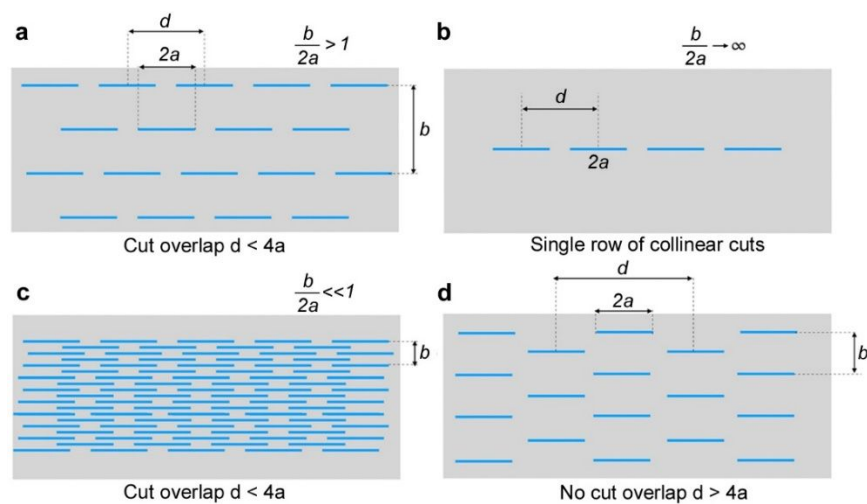 a
d
b/2a > 1
2a
b
Cut overlap d < 4a
b
b/2a → ∞
d
2a
Single row of collinear cuts
c
b/2a << 1
b
Cut overlap d < 4a
d
d
2a
b
No cut overlap d > 4a